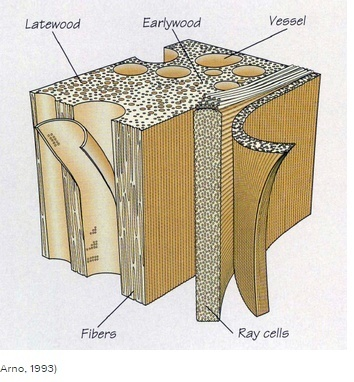 Latewood
Earlywood
Vessel
Fibers
Ray cells
Arno, 1993)